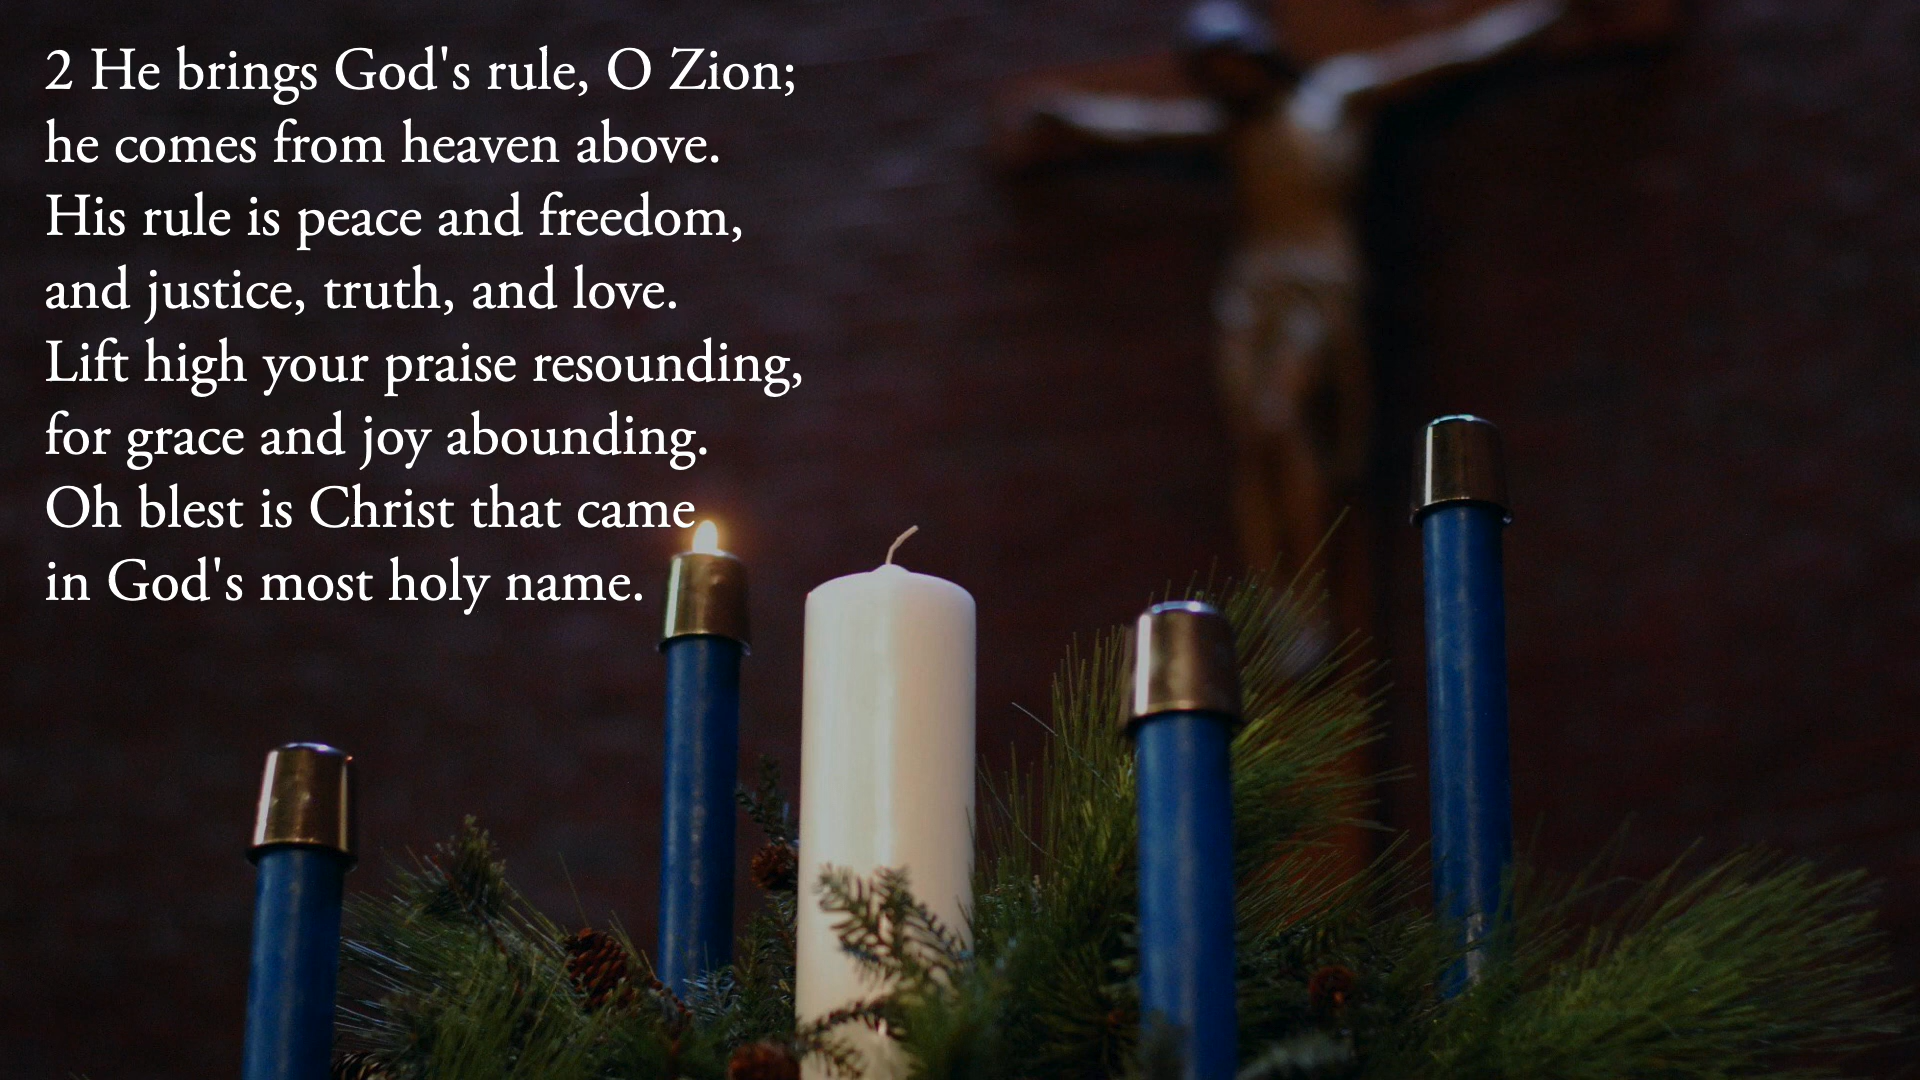 2 He brings God's rule, O Zion;
he comes from heaven above.
His rule is peace and freedom,
and justice, truth, and love.
Lift high your praise resounding,
for grace and joy abounding.
Oh blest is Christ that came
in God's most holy name.